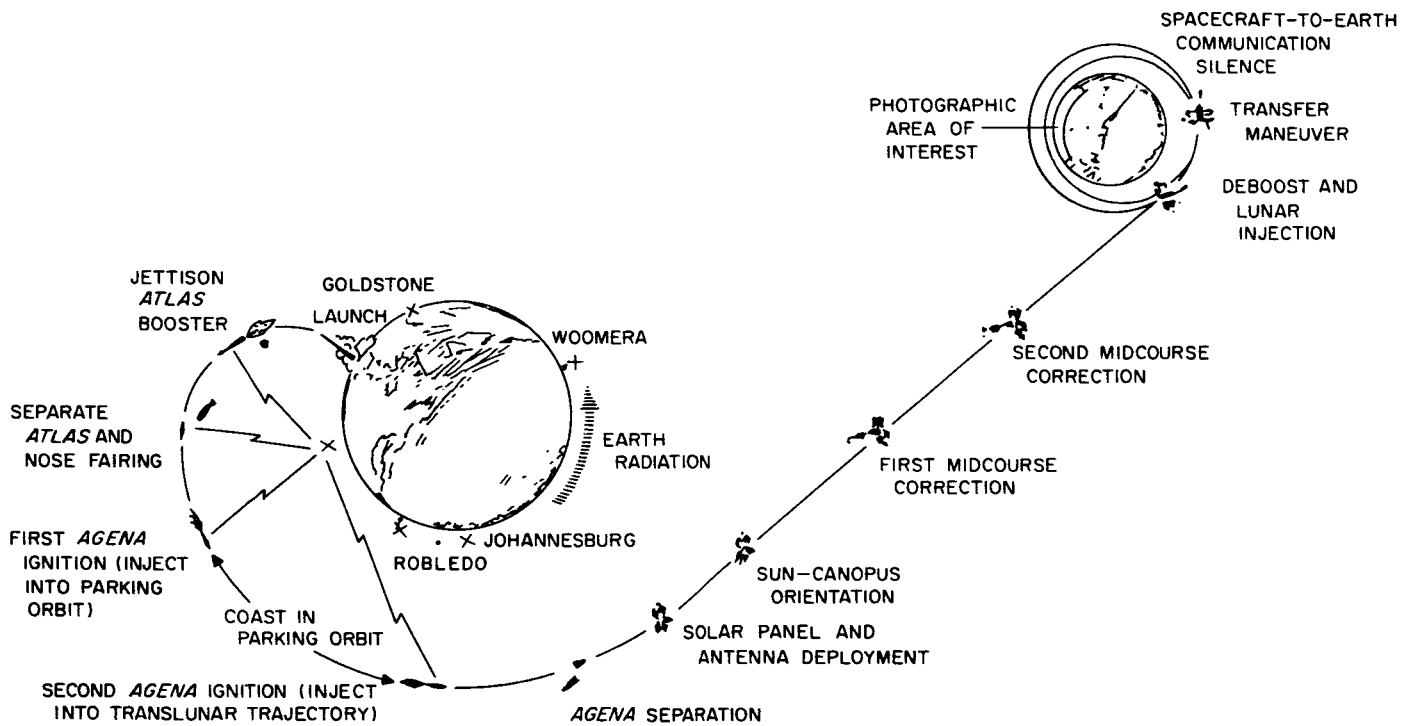 SPACECRAFT-TO-EARTH
COMMUNICATION
SILENCE
PHOTOGRAPHIC
AREA OF
INTEREST
TRANSFER
MANEUVER
DEBOOST AND
LUNAR
INJECTION
JETTISON
ATLAS
BOOSTER
GOLDSTONE
LAUNCH
WOOMERA
SECOND MIDCOURSE
CORRECTION
SEPARATE
ATLAS AND
NOSE FAIRING
EARTH
RADIATION
FIRST MIDCOURSE
CORRECTION
FIRST AGENA
IGNITION (INJECT
INTO PARKING
ORBIT)
JOHANNESBURG
ROBLEDO
SUN-CANOPUS
ORIENTATION
COAST IN
PARKING ORBIT
SOLAR PANEL AND
ANTENNA DEPLOYMENT
SECOND AGENA IGNITION (INJECT
INTO TRANSLUNAR TRAJECTORY)
AGENA SEPARATION